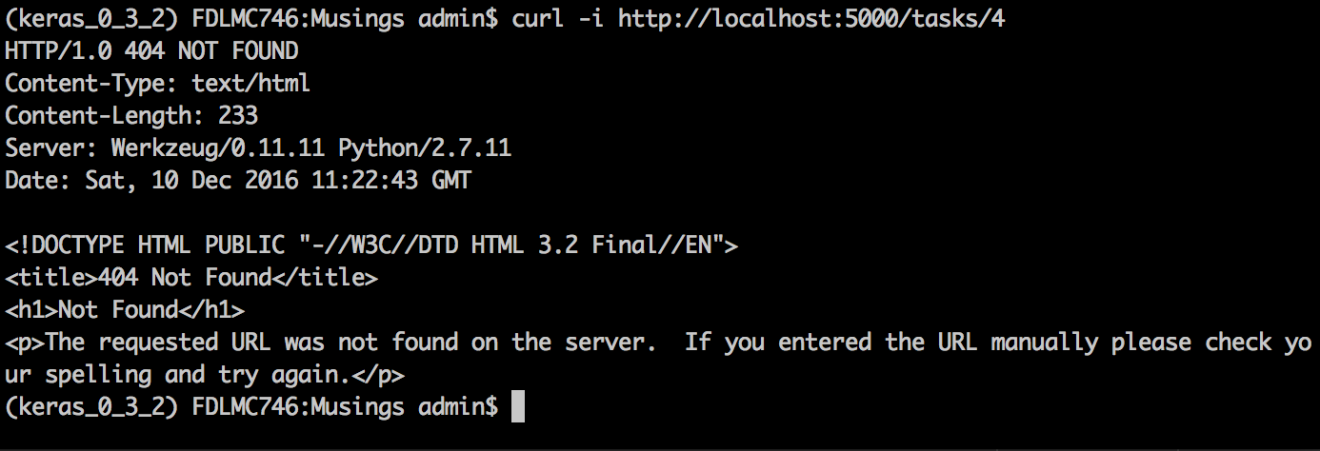 (keras_0_3_2) FDLMC746:Musings admin$ curl -i http://localhost:5000/tasks/4
HTTP/1.0 404 NOT FOUND
Content-Type: text/html
Content-Length: 233
Server: Werkzeug/0.11.11 Python/2.7.11
Date: Sat, 10 Dec 2016 11:22:43 GMT

<!DOCTYPE HTML PUBLIC "-//W3C//DTD HTML 3.2 Final//EN">
<title>404 Not Found</title>
<h1>Not Found</h1>
<p>The requested URL was not found on the server.  If you entered the URL manually please check yo
ur spelling and try again.</p>
(keras_0_3_2) FDLMC746:Musings admin$